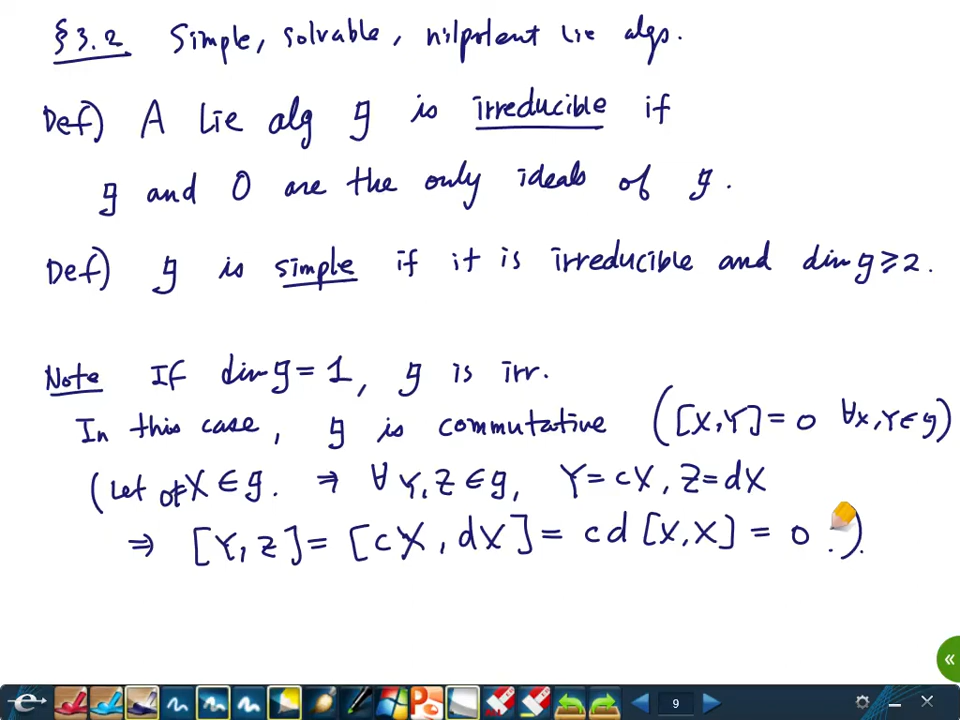 §3.2 Simple, solvable, nilpotent Lie algs.
Def) A Lie alg g is irreducible if
g and 0 are the only ideals of g.
Def) g is simple if it is irreducible and dim g ≥ 2.
Note If dim g = 1, g is irr.
In this case, g is commutative ([X,Y] = 0 ∀X,Y ∈ g)
(Let 0≠X ∈ g. ⇒ ∀ Y,Z ∈ g, Y = cX, Z = dX
⇒ [Y,Z] = [cX, dX] = cd [X,X] = 0 .).
«
9